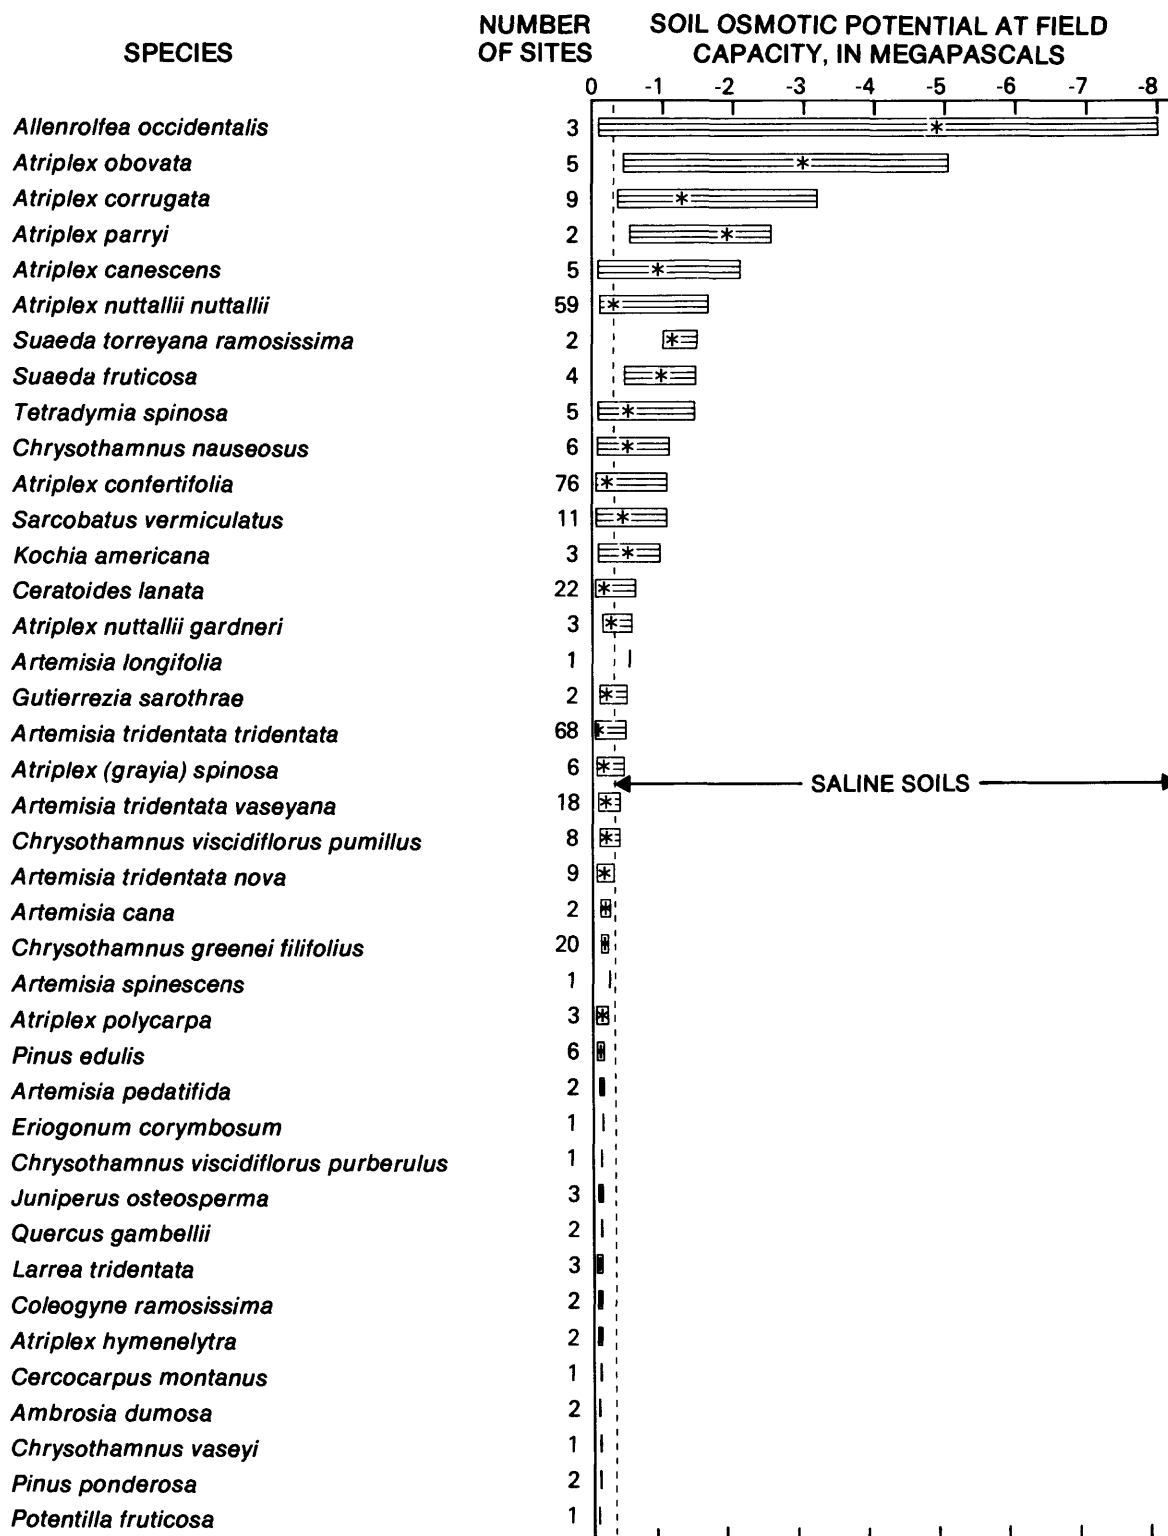 SPECIES
NUMBER
OF SITES
SOIL OSMOTIC POTENTIAL AT FIELD
CAPACITY, IN MEGAPASCALS
0 -1 -2 -3 -4 -5 -6 -7 -8
Allenrolfea occidentalis 3
Atriplex obovata 5
Atriplex corrugata 9
Atriplex parryi 2
Atriplex canescens 5
Atriplex nuttallii nuttallii 59
Suaeda torreyana ramosissima 2
Suaeda fruticosa 4
Tetradymia spinosa 5
Chrysothamnus nauseosus 6
Atriplex confertifolia 76
Sarcobatus vermiculatus 11
Kochia americana 3
Ceratoides lanata 22
Atriplex nuttallii gardneri 3
Artemisia longifolia 1
Gutierrezia sarothrae 2
Artemisia tridentata tridentata 68
Atriplex (grayia) spinosa 6
SALINE SOILS
Artemisia tridentata vaseyana 18
Chrysothamnus viscidiflorus pumillus 8
Artemisia tridentata nova 9
Artemisia cana 2
Chrysothamnus greenei filifolius 20
Artemisia spinescens 1
Atriplex polycarpa 3
Pinus edulis 6
Artemisia pedatifida 2
Eriogonum corymbosum 1
Chrysothamnus viscidiflorus purberulus 1
Juniperus osteosperma 3
Quercus gambellii 2
Larrea tridentata 3
Coleogyne ramosissima 2
Atriplex hymenelytra 2
Cercocarpus montanus 1
Ambrosia dumosa 2
Chrysothamnus vaseyi 1
Pinus ponderosa 2
Potentilla fruticosa 1